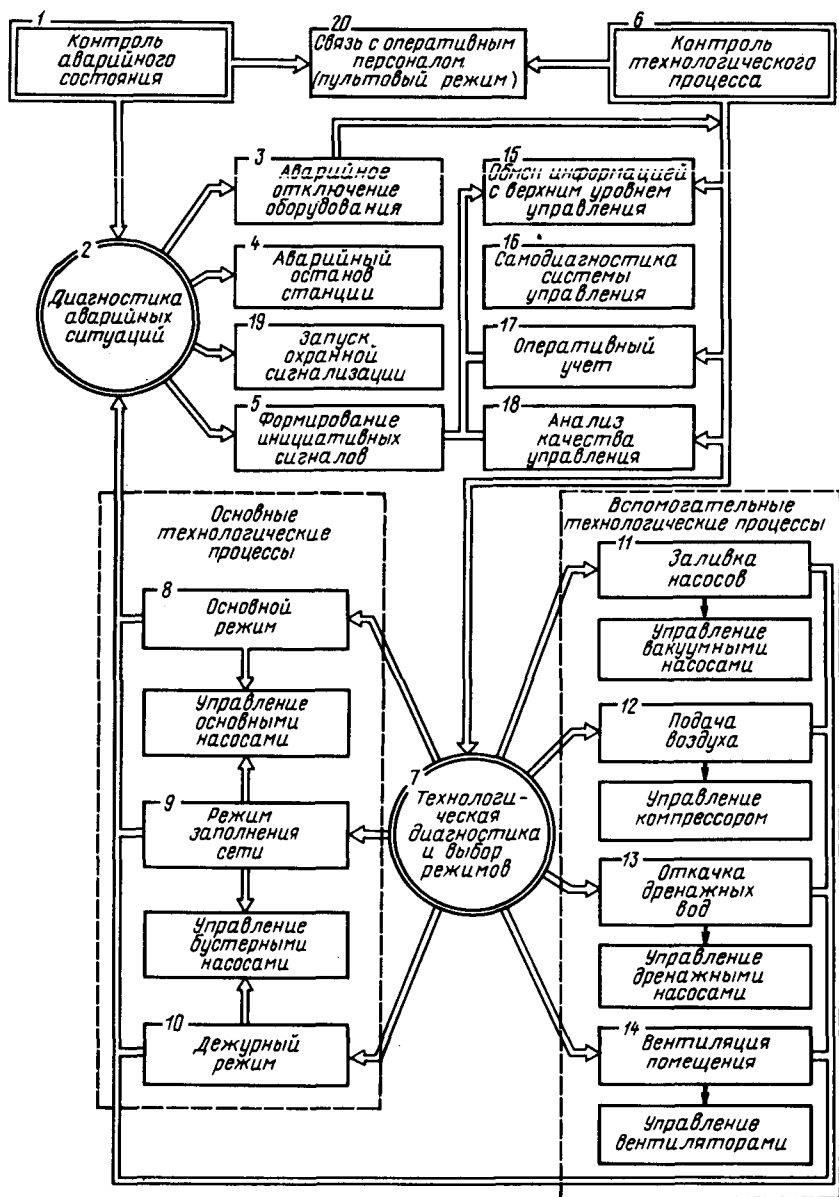 1
Контроль
аварийного
состояния
20
Связь с оперативным
персоналом
(пультовый режим)
6
Контроль
технологического
процесса
3
Аварийное
отключение
оборудования
15
Обмен информацией
с верхним уровнем
управления
2
Диагностика
аварийных
ситуаций
4
Аварийный
останов
станции
16
Самодиагностика
системы
управления
19
Запуск
охранной
сигнализации
17
Оперативный
учет
5
Формирование
инициативных
сигналов
18
Анализ
качества
управления
Основные
технологические
процессы
Вспомогательные
технологические процессы
8
Основной
режим
Управление
основными
насосами
9
Режим
заполнения
сети
Управление
бустерными
насосами
10
Дежурный
режим
7
Технологи-
ческая
диагностика
и выбор
режимов
11
Заливка
насосов
Управление
вакуумными
насосами
12
Подача
воздуха
Управление
компрессором
13
Откачка
дренажных
вод
Управление
дренажными
насосами
14
Вентиляция
помещения
Управление
вентиляторами